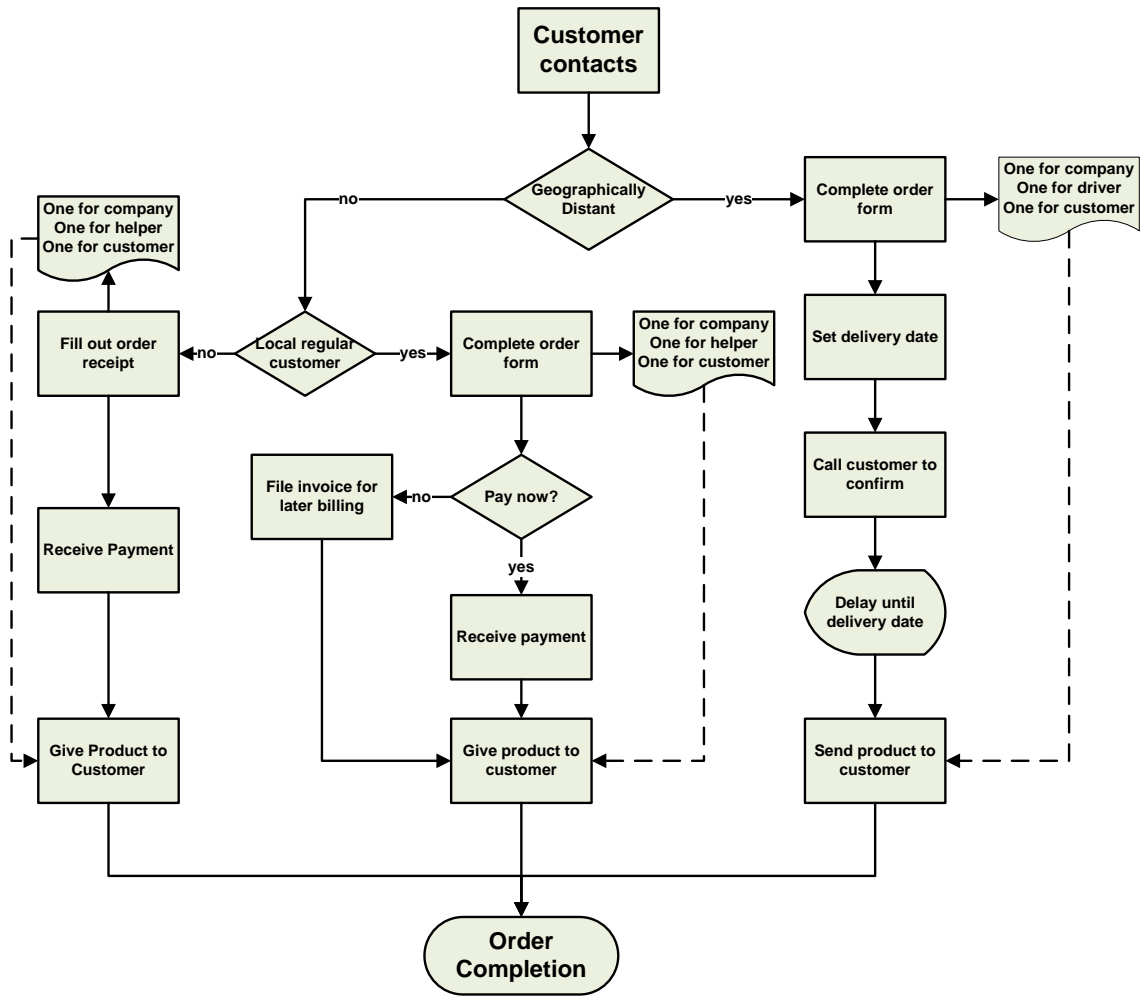 Customer
contacts
Geographically
Distant
no
yes
Complete order
form
One for company
One for driver
One for customer
One for company
One for helper
One for customer
Set delivery date
Fill out order
receipt
no
Local regular
customer
yes
Complete order
form
One for company
One for helper
One for customer
Call customer to
confirm
File invoice for
later billing
no
Pay now?
yes
Receive Payment
Delay until
delivery date
Receive payment
Give Product to
Customer
Give product to
customer
Send product to
customer
Order
Completion